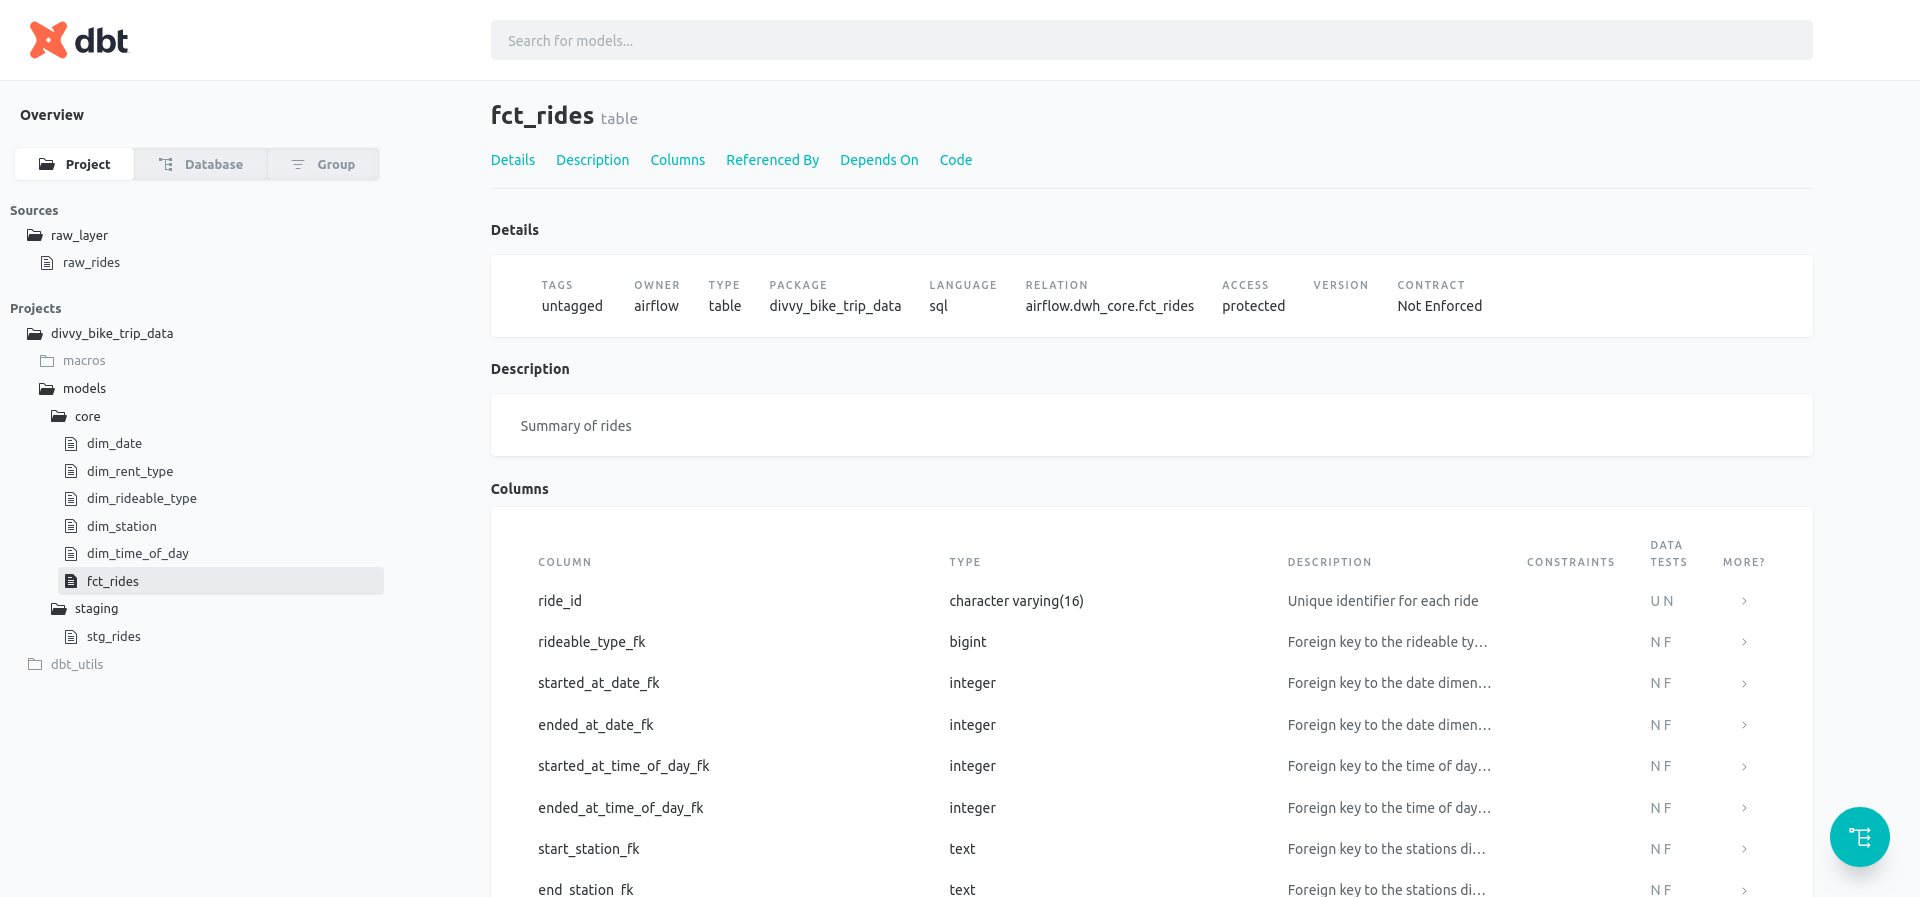 dbt
Search for models...
Overview
Project Database Group
Sources
raw_layer
raw_rides
Projects
divvy_bike_trip_data
macros
models
core
dim_date
dim_rent_type
dim_rideable_type
dim_station
dim_time_of_day
fct_rides
staging
stg_rides
dbt_utils
fct_rides table
Details Description Columns Referenced By Depends On Code
Details
TAGS OWNER TYPE PACKAGE LANGUAGE RELATION ACCESS VERSION CONTRACT
untagged airflow table divvy_bike_trip_data sql airflow.dwh_core.fct_rides protected Not Enforced
Description
Summary of rides
Columns
COLUMN TYPE DESCRIPTION CONSTRAINTS DATA TESTS MORE?
ride_id character varying(16) Unique identifier for each ride U N
rideable_type_fk bigint Foreign key to the rideable ty... N F
started_at_date_fk integer Foreign key to the date dimen... N F
ended_at_date_fk integer Foreign key to the date dimen... N F
started_at_time_of_day_fk integer Foreign key to the time of day... N F
ended_at_time_of_day_fk integer Foreign key to the time of day... N F
start_station_fk text Foreign key to the stations di... N F
end_station_fk text Foreign key to the stations di... N F